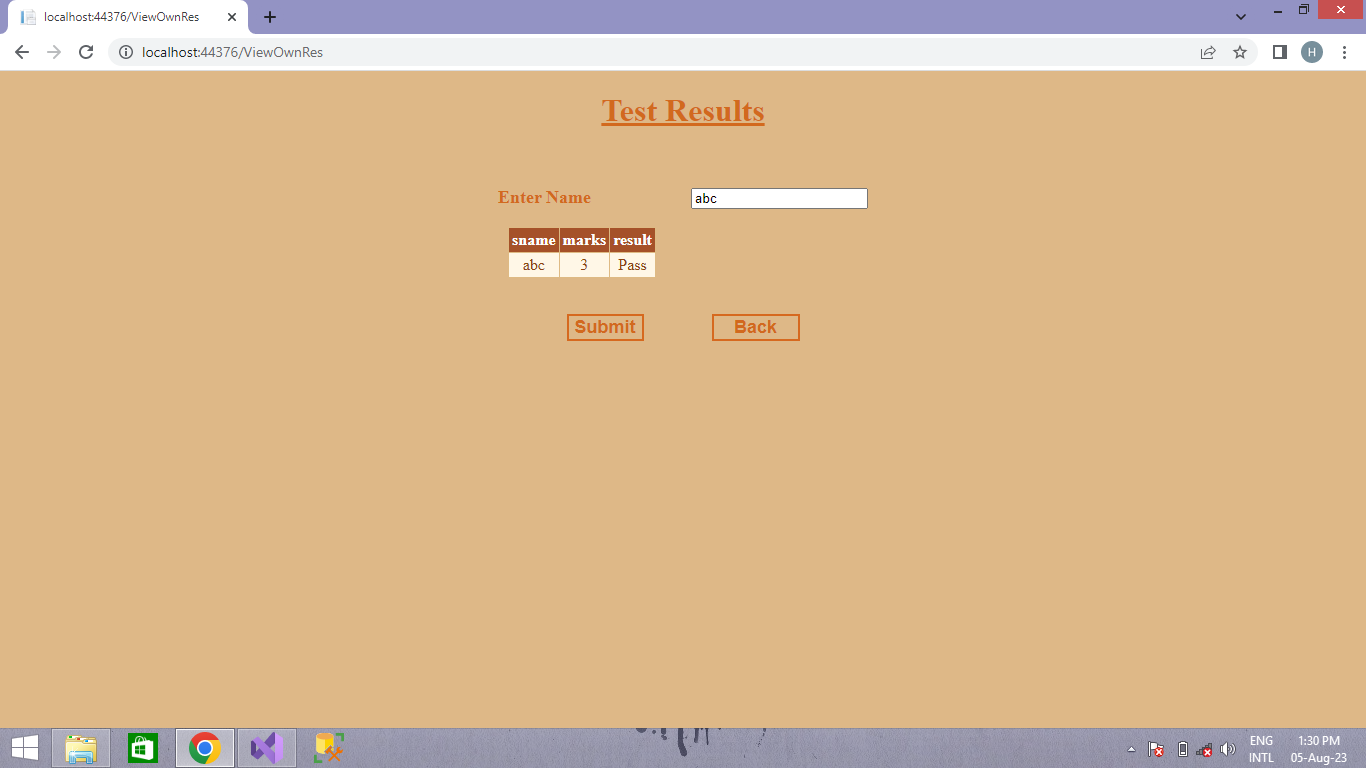 localhost:44376/ViewOwnRes
localhost:44376/ViewOwnRes
H
Test Results
Enter Name abc
sname marks result
abc 3 Pass
Submit Back
ENG 1:30 PM
INTL 05-Aug-23